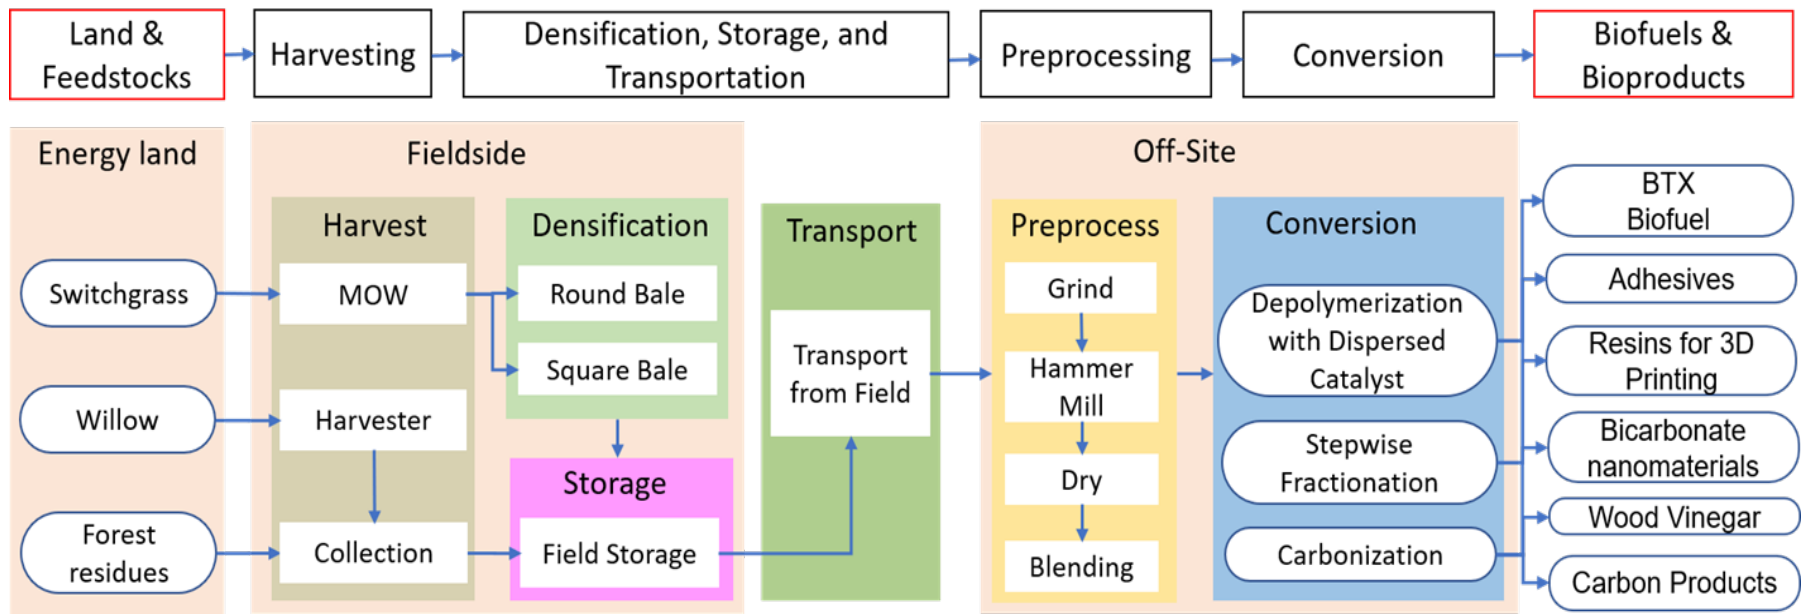 Land &
Feedstocks
Harvesting
Densification, Storage, and
Transportation
Preprocessing
Conversion
Biofuels &
Bioproducts
Energy land
Switchgrass
Willow
Forest
residues
Fieldside
Harvest
MOW
Harvester
Collection
Densification
Round Bale
Square Bale
Storage
Field Storage
Transport
Transport
from Field
Off-Site
Preprocess
Grind
Hammer
Mill
Dry
Blending
Conversion
Depolymerization
with Dispersed
Catalyst
Stepwise
Fractionation
Carbonization
BTX
Biofuel
Adhesives
Resins for 3D
Printing
Bicarbonate
nanomaterials
Wood Vinegar
Carbon Products